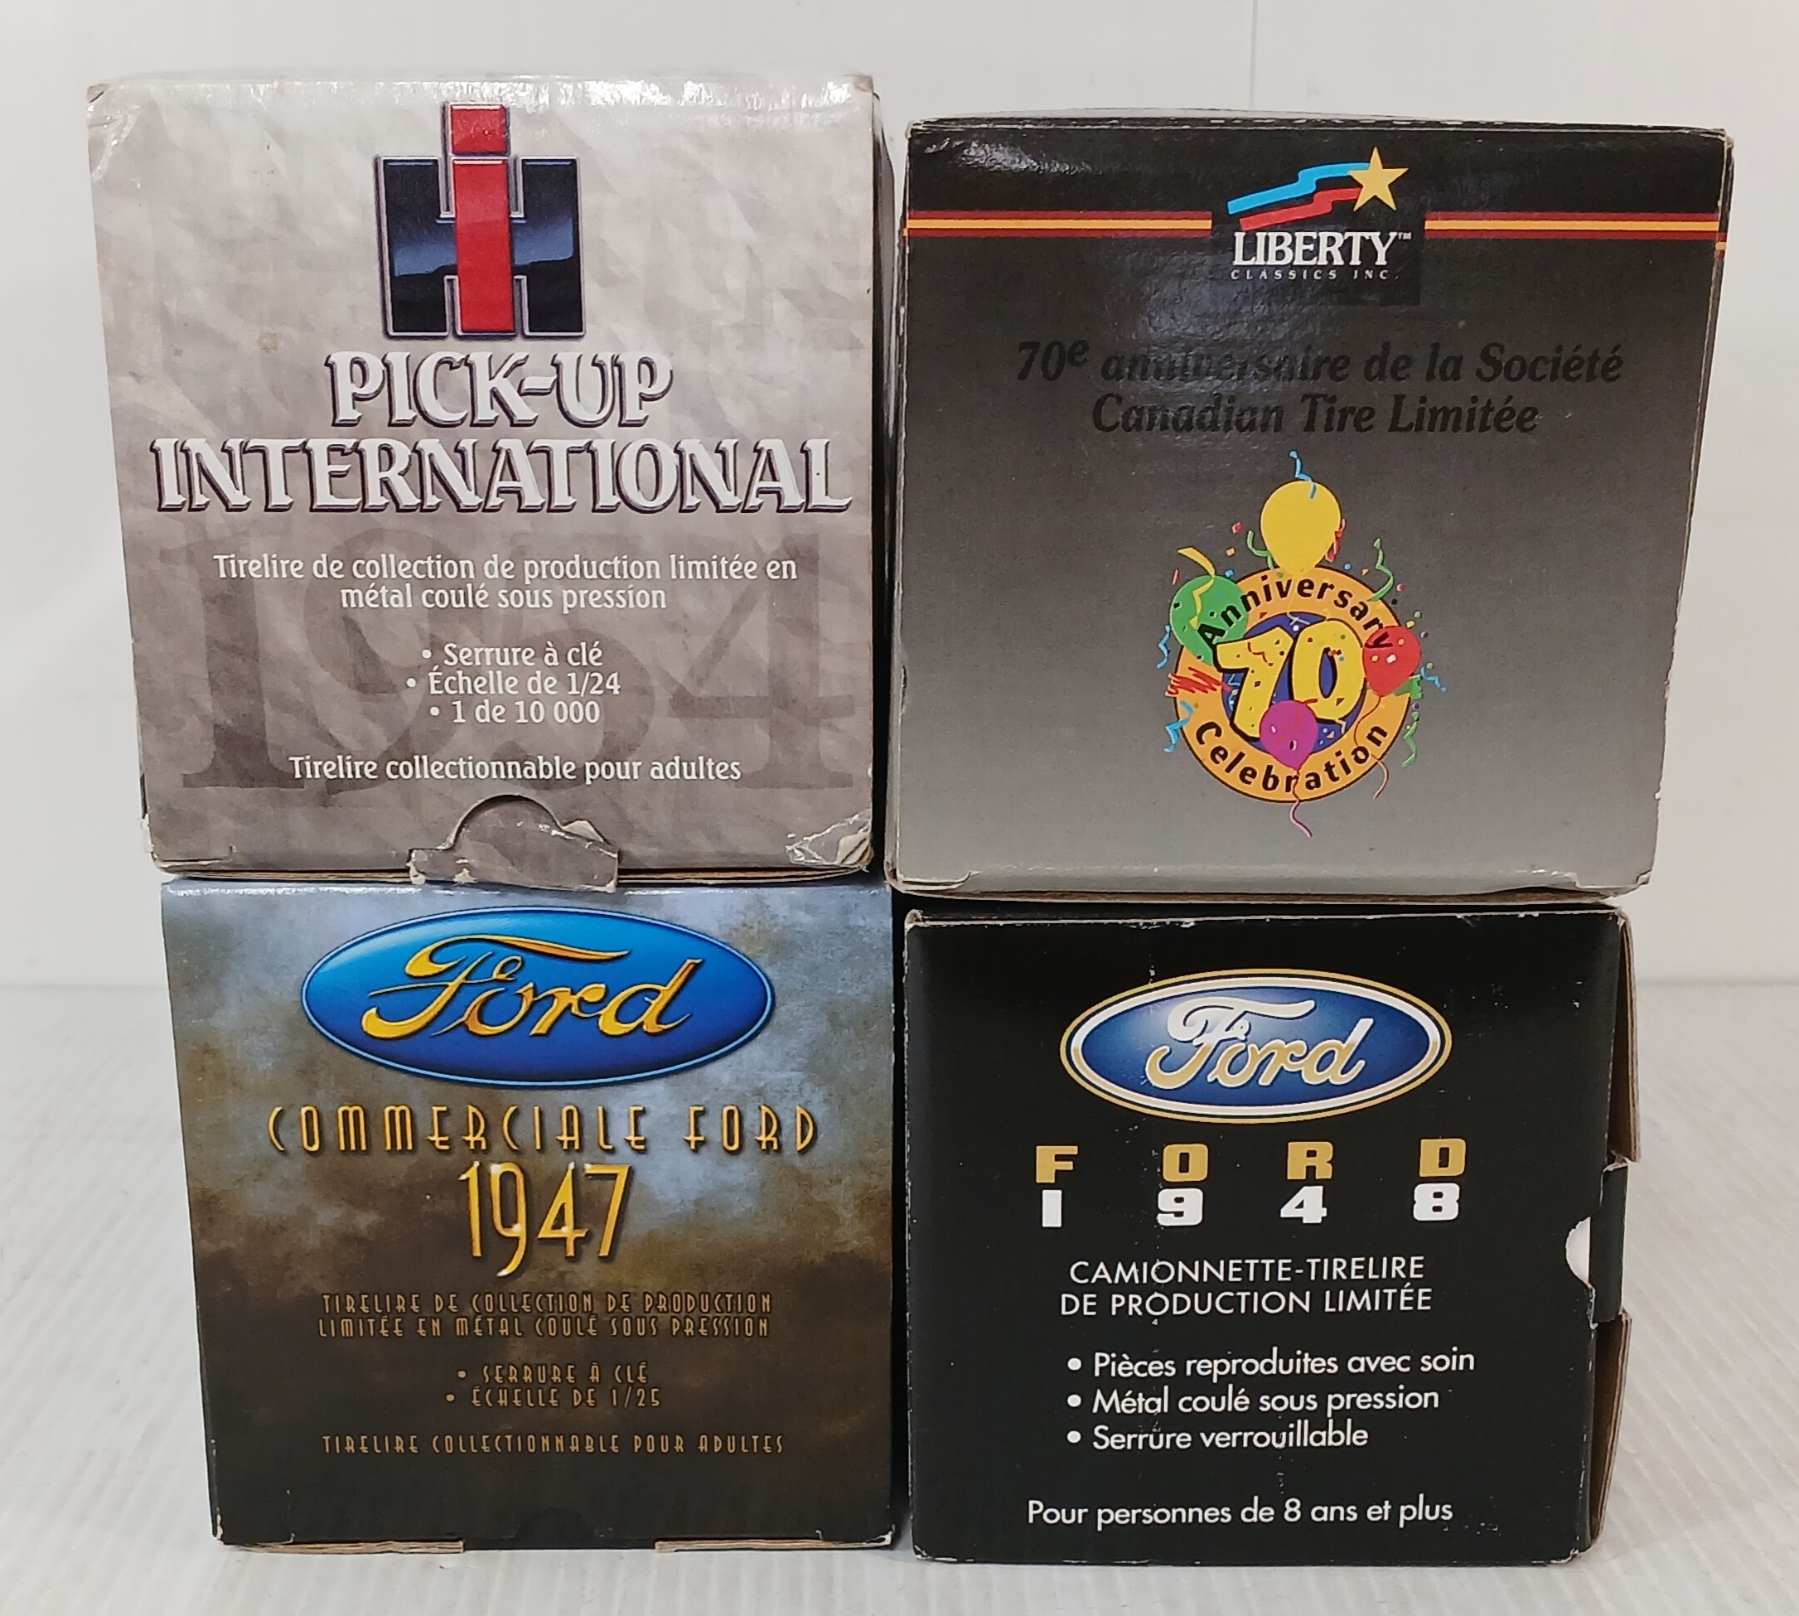 IH
PICK-UP
INTERNATIONAL
1954
Tirelire de collection de production limitée en
métal coulé sous pression
• Serrure à clé
• Échelle de 1/24
• 1 de 10 000
Tirelire collectionnable pour adultes
LIBERTY™
CLASSICS INC.
70e anniversaire de la Société
Canadian Tire Limitée
Anniversary
70
Celebration
Ford
COMMERCIALE FORD
1947
TIRELIRE DE COLLECTION DE PRODUCTION
LIMITÉE EN MÉTAL COULÉ SOUS PRESSION
• SERRURE À CLÉ
• ÉCHELLE DE 1/25
TIRELIRE COLLECTIONNABLE POUR ADULTES
Ford
FORD
1948
CAMIONNETTE-TIRELIRE
DE PRODUCTION LIMITÉE
• Pièces reproduites avec soin
• Métal coulé sous pression
• Serrure verrouillable
Pour personnes de 8 ans et plus